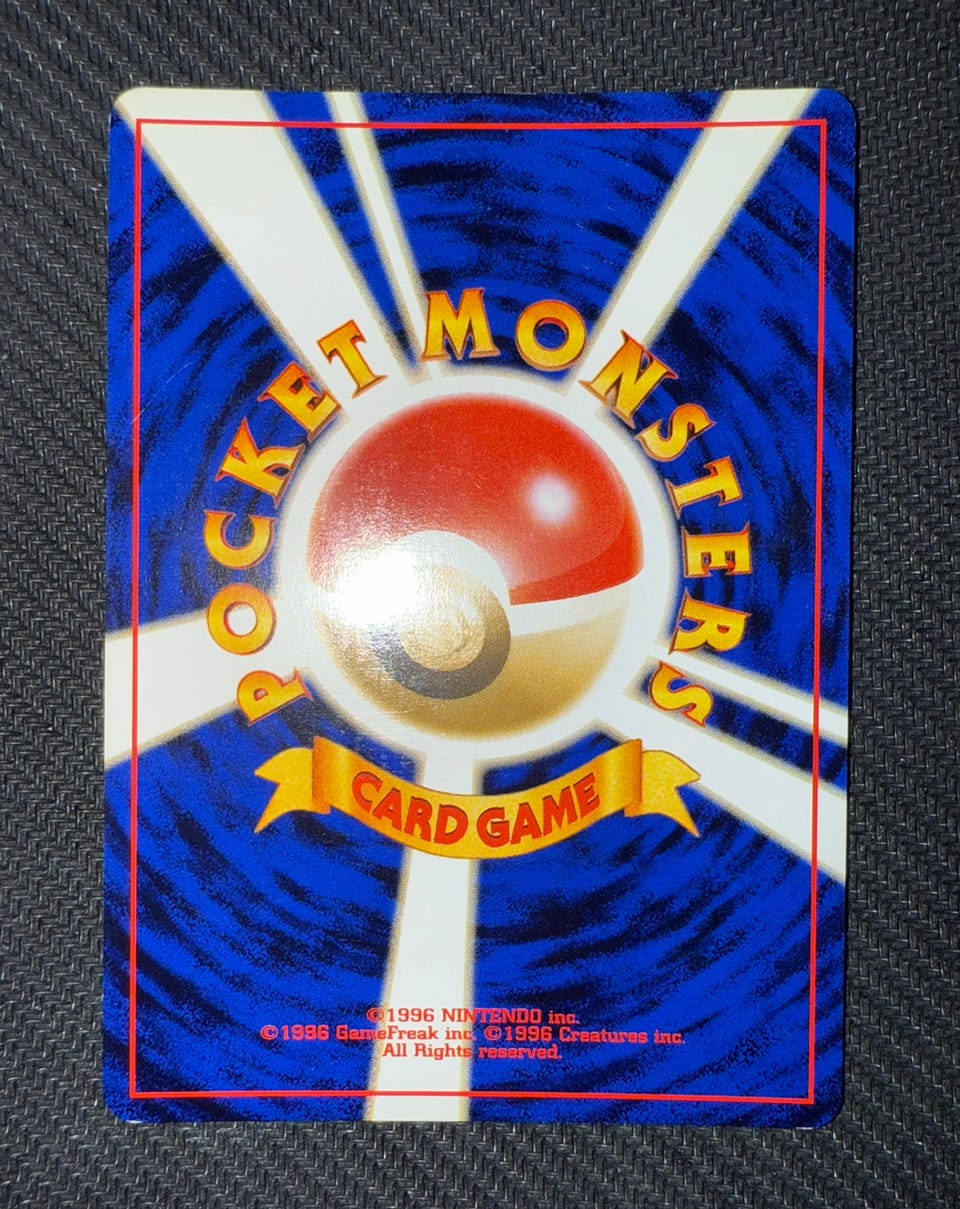 POCKET MONSTERS
CARD GAME
©1996 NINTENDO inc.
©1996 GameFreak inc. ©1996 Creatures inc.
All Rights reserved.